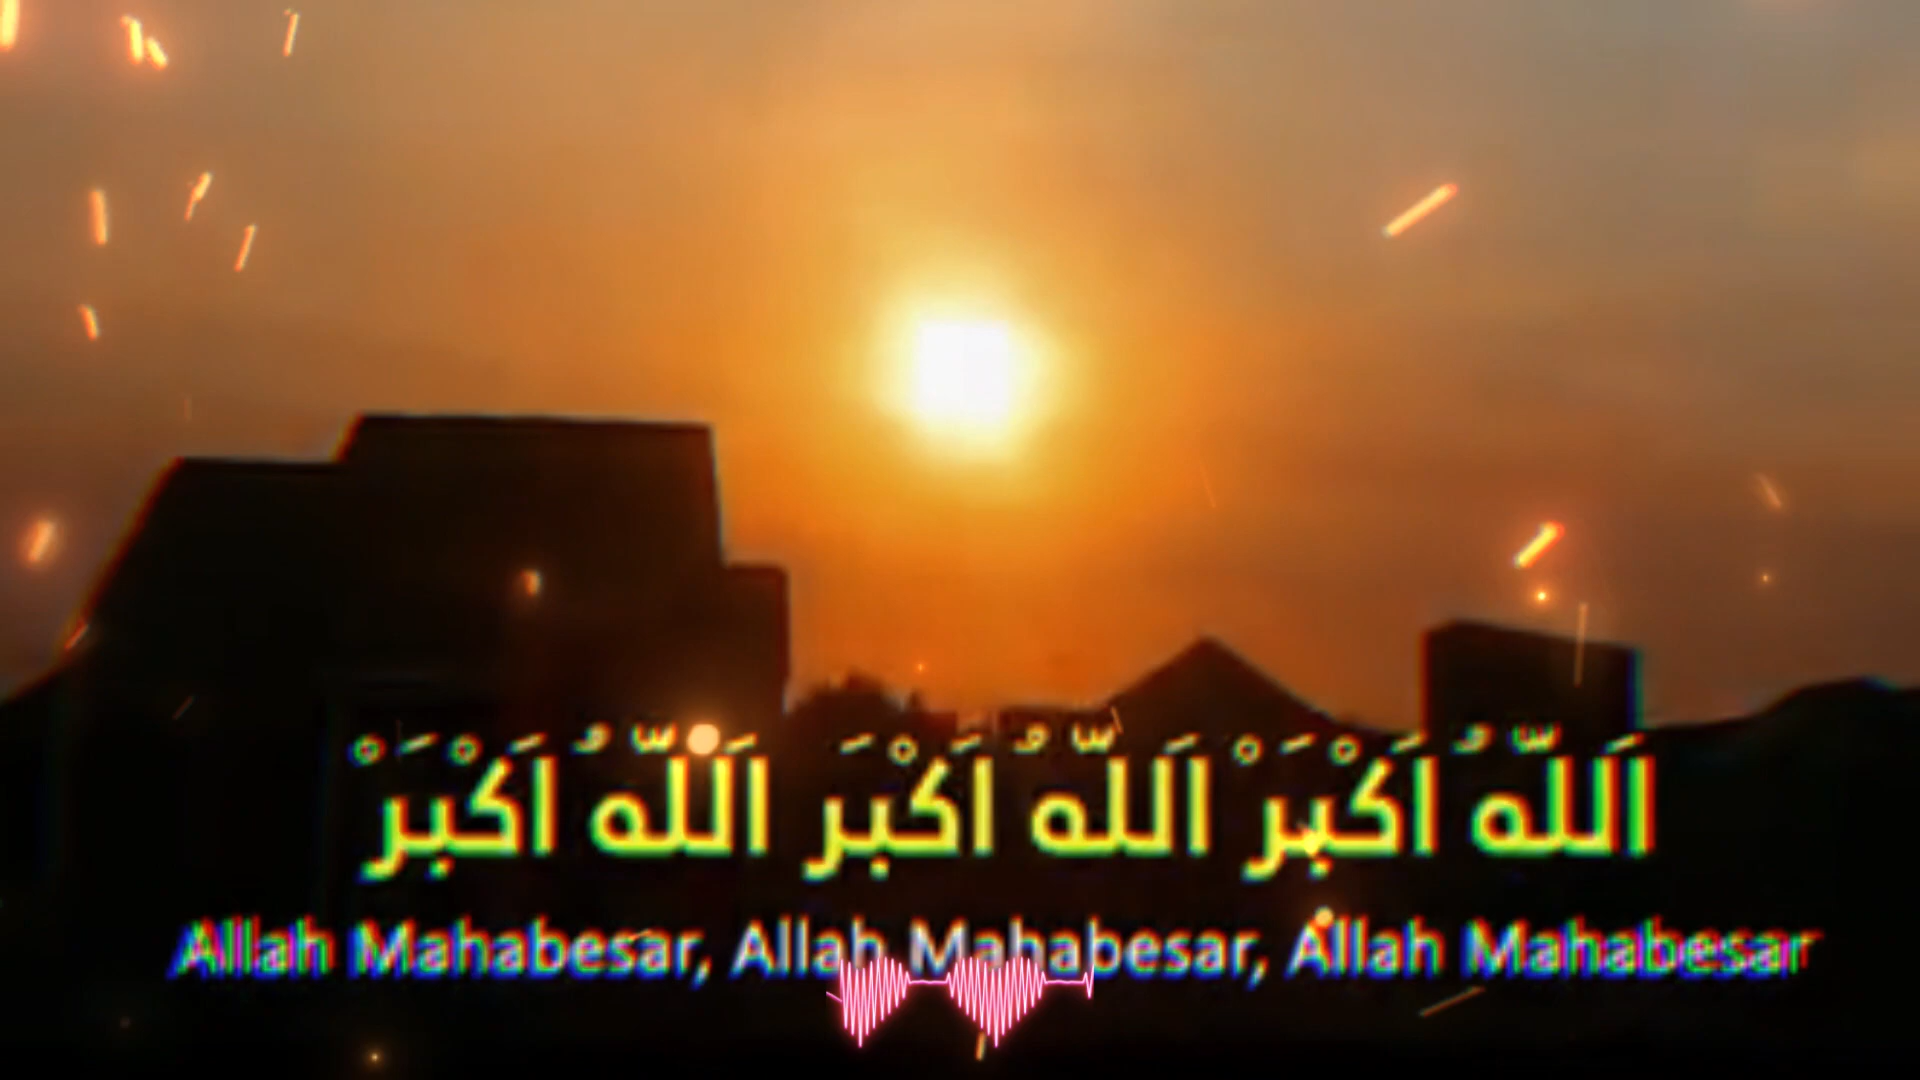 اَللّٰهُ اَكْبَرْ اَللّٰهُ اَكْبَرَ اَللّٰهُ اَكْبَرْ
Allah Mahabesar, Allah Mahabesar, Allah Mahabesar